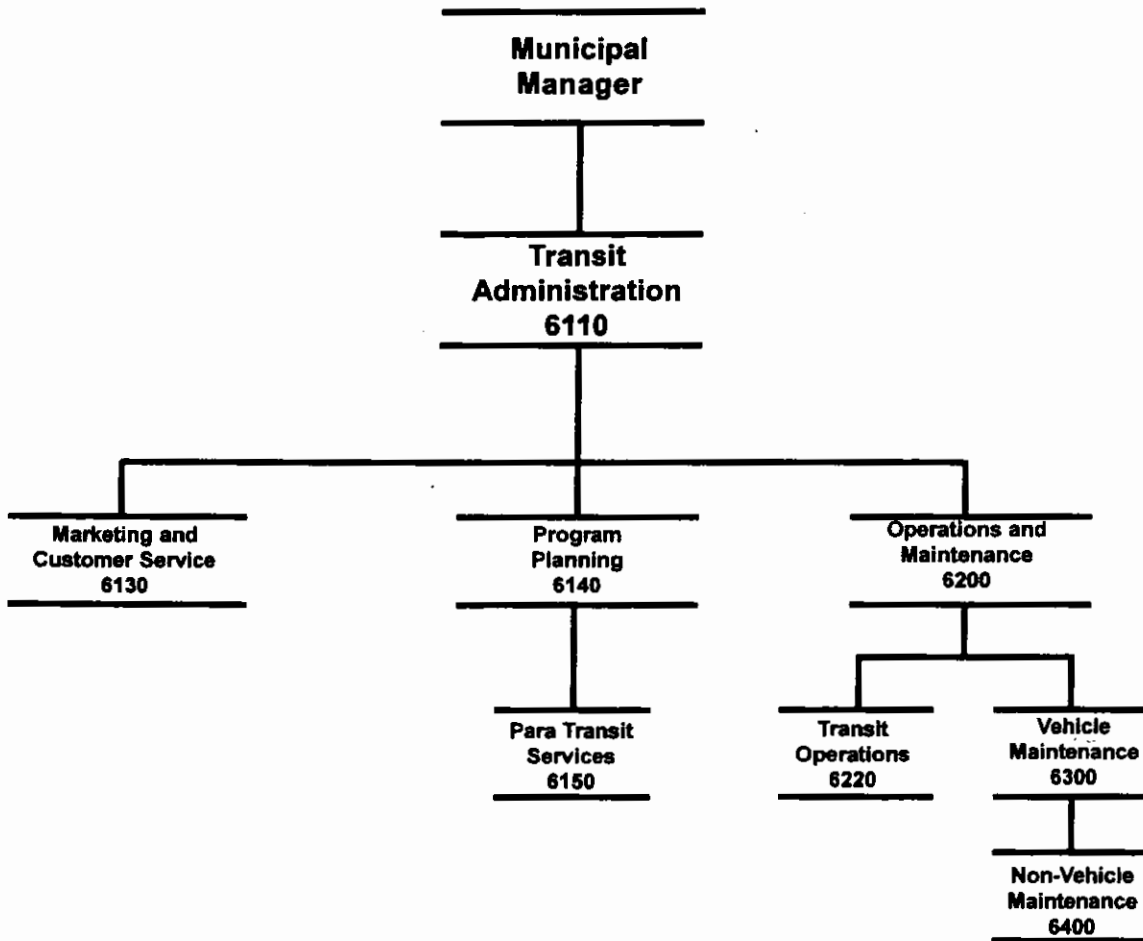 Municipal
Manager
Transit
Administration
6110
Marketing and
Customer Service
6130
Program
Planning
6140
Operations and
Maintenance
6200
Para Transit
Services
6150
Transit
Operations
6220
Vehicle
Maintenance
6300
Non-Vehicle
Maintenance
6400